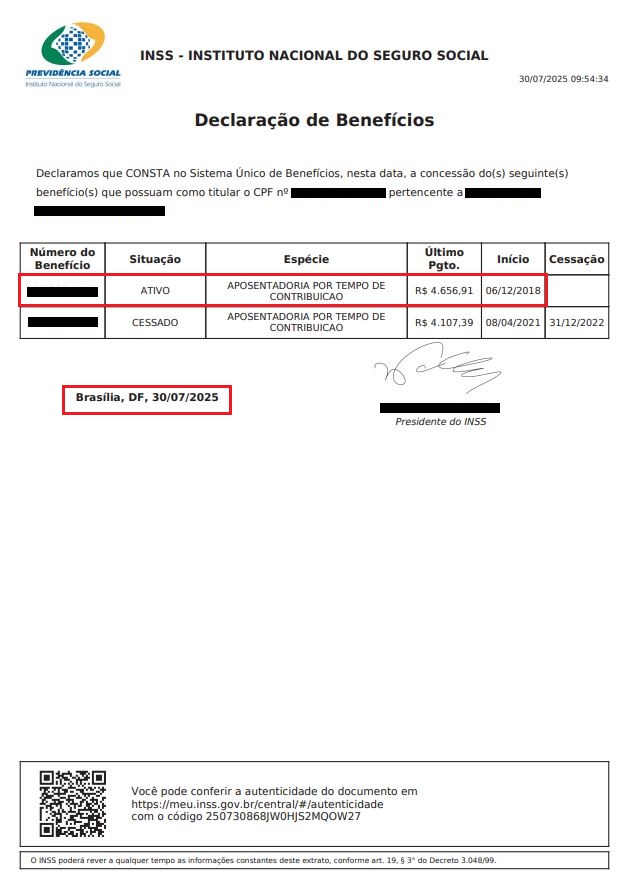 PREVIDÊNCIA SOCIAL
Instituto Nacional do Seguro Social
INSS - INSTITUTO NACIONAL DO SEGURO SOCIAL
30/07/2025 09:54:34
Declaração de Benefícios
Declaramos que CONSTA no Sistema Único de Benefícios, nesta data, a concessão do(s) seguinte(s)
benefício(s) que possuam como titular o CPF nº pertencente a
Número do Benefício Situação Espécie Último Pgto. Início Cessação
ATIVO APOSENTADORIA POR TEMPO DE CONTRIBUICAO R$ 4.656,91 06/12/2018
CESSADO APOSENTADORIA POR TEMPO DE CONTRIBUICAO R$ 4.107,39 08/04/2021 31/12/2022
Brasília, DF, 30/07/2025
Presidente do INSS
Você pode conferir a autenticidade do documento em
https://meu.inss.gov.br/central/#/autenticidade
com o código 250730868JW0HJS2MQOW27
O INSS poderá rever a qualquer tempo as informações constantes deste extrato, conforme art. 19, § 3° do Decreto 3.048/99.